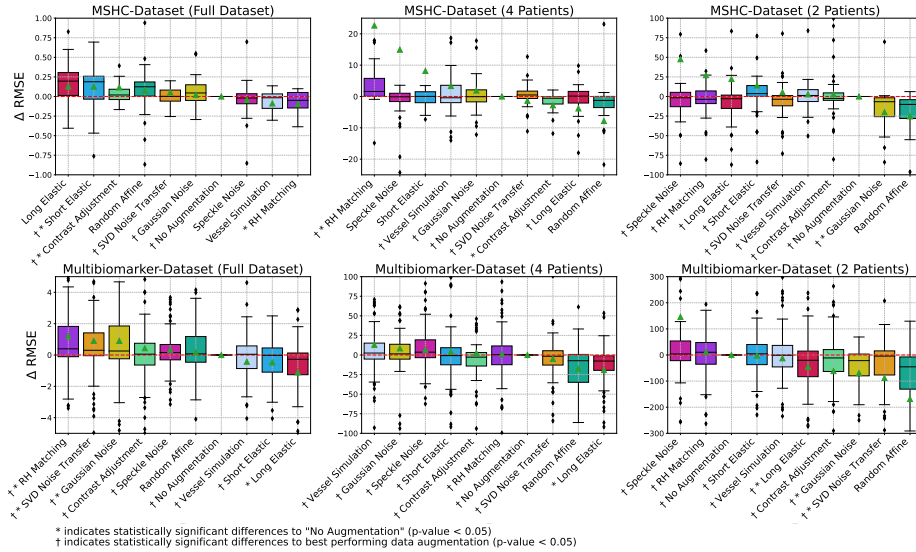 MSHC-Dataset (Full Dataset)
MSHC-Dataset (4 Patients)
MSHC-Dataset (2 Patients)
Δ RMSE
1.00
0.75
0.50
0.25
0.00
−0.25
−0.50
−0.75
−1.00
Long Elastic
† * Short Elastic
† * Contrast Adjustment
Random Affine
† SVD Noise Transfer
† Gaussian Noise
† No Augmentation
Speckle Noise
Vessel Simulation
* RH Matching
20
10
0
−10
−20
† * RH Matching
Speckle Noise
Short Elastic
† Vessel Simulation
† Gaussian Noise
† No Augmentation
† SVD Noise Transfer
* Contrast Adjustment
† Long Elastic
Random Affine
100
75
50
25
0
−25
−50
−75
−100
† Speckle Noise
† RH Matching
† Long Elastic
† Short Elastic
† SVD Noise Transfer
† Vessel Simulation
† Contrast Adjustment
† No Augmentation
† * Gaussian Noise
Random Affine
Multibiomarker-Dataset (Full Dataset)
Multibiomarker-Dataset (4 Patients)
Multibiomarker-Dataset (2 Patients)
Δ RMSE
4
2
0
−2
−4
† * RH Matching
† * SVD Noise Transfer
† * Gaussian Noise
† Contrast Adjustment
† Speckle Noise
Random Affine
† No Augmentation
† Vessel Simulation
† Short Elastic
* Long Elastic
100
75
50
25
0
−25
−50
−75
−100
† Vessel Simulation
† Gaussian Noise
† Speckle Noise
† Short Elastic
† Contrast Adjustment
† RH Matching
† No Augmentation
† SVD Noise Transfer
Random Affine
* Long Elastic
300
200
100
0
−100
−200
−300
† Speckle Noise
† RH Matching
† No Augmentation
† Short Elastic
† Vessel Simulation
† * Long Elastic
† Contrast Adjustment
† * Gaussian Noise
† * SVD Noise Transfer
Random Affine
* indicates statistically significant differences to "No Augmentation" (p-value < 0.05)
† indicates statistically significant differences to best performing data augmentation (p-value < 0.05)